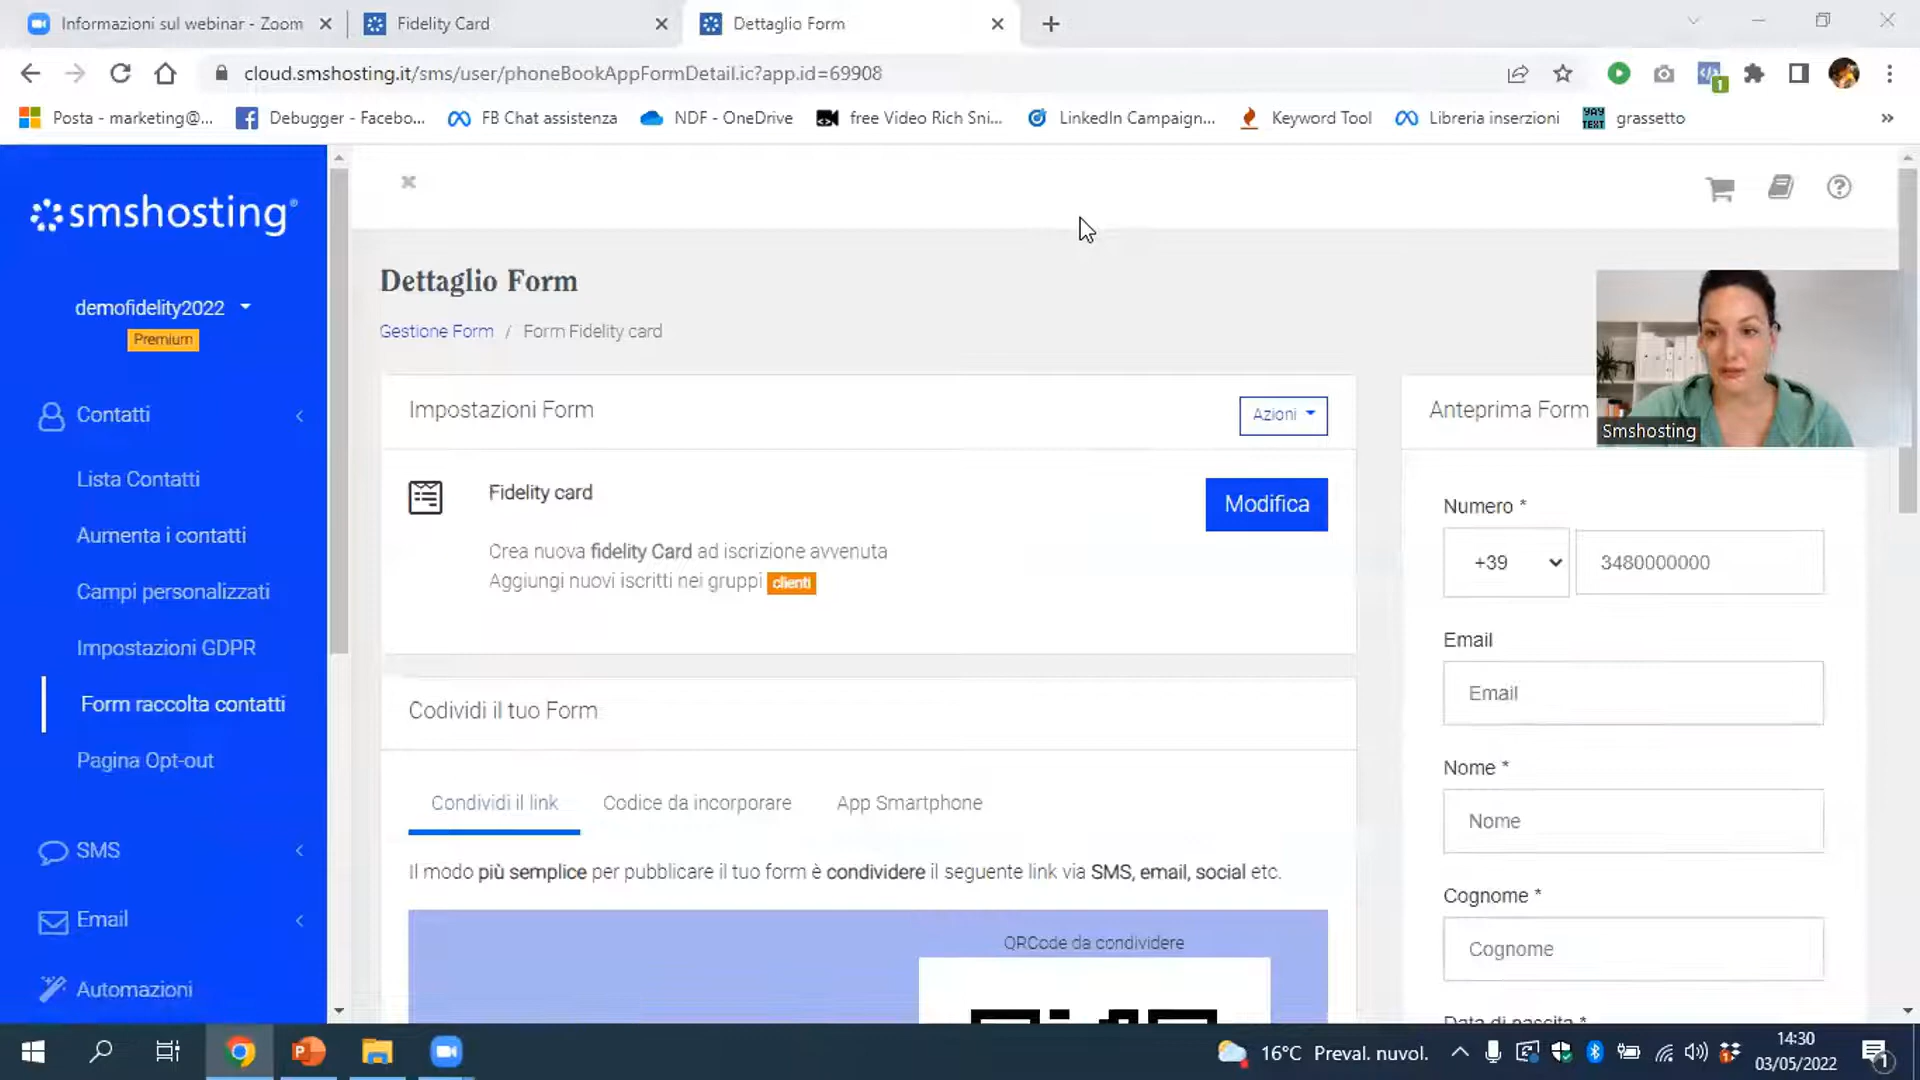 Informazioni sul webinar - Zoom
Fidelity Card
Dettaglio Form
cloud.smshosting.it/sms/user/phoneBookAppFormDetail.ic?app.id=69908
1
Posta - marketing@...
Debugger - Facebo...
FB Chat assistenza
NDF - OneDrive
free Video Rich Sni...
LinkedIn Campaign...
Keyword Tool
Libreria inserzioni
YAY TEXT
grassetto
»
smshosting®
demofidelity2022
Premium
Contatti
Lista Contatti
Aumenta i contatti
Campi personalizzati
Impostazioni GDPR
Form raccolta contatti
Pagina Opt-out
SMS
Email
Automazioni
Dettaglio Form
Gestione Form / Form Fidelity card
Impostazioni Form
Azioni
Fidelity card
Modifica
Crea nuova fidelity Card ad iscrizione avvenuta
Aggiungi nuovi iscritti nei gruppi clienti
Codividi il tuo Form
Condividi il link
Codice da incorporare
App Smartphone
Il modo più semplice per pubblicare il tuo form è condividere il seguente link via SMS, email, social etc.
QRCode da condividere
Anteprima Form
Smshosting
Numero *
+39
3480000000
Email
Email
Nome *
Nome
Cognome *
Cognome
Data di nascita *
16°C Preval. nuvol.
14:30
03/05/2022
1